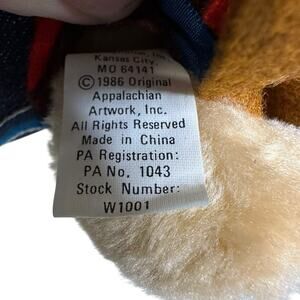 Kansas City,
MO 64141
© 1986 Original
Appalachian
Artwork, Inc.
All Rights Reserved
Made in China
PA Registration:
PA No. 1043
Stock Number:
W1001